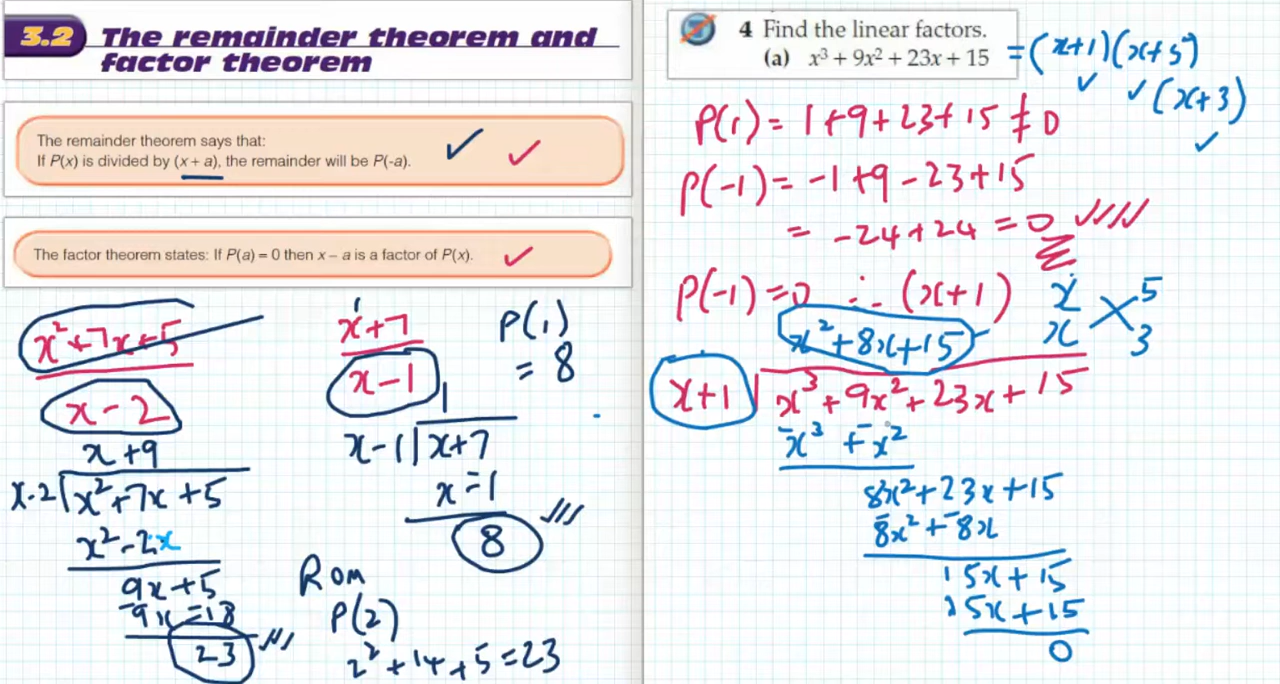 3.2 The remainder theorem and
factor theorem
The remainder theorem says that:
If P(x) is divided by (x + a), the remainder will be P(-a).
The factor theorem states: If P(a) = 0 then x – a is a factor of P(x).
x²+7x+5
x-2
x+9
x-2 x²+7x+5
x²-2x
9x+5
-9x-18
23
x+7
x-1
1
x-1 x+7
x-1
8
P(1)
= 8
Rem
P(2)
2²+14+5=23
4 Find the linear factors.
(a) x³ + 9x² + 23x + 15 = (x+1)(x+5)
(x+3)
P(1) = 1+9+23+15 ≠ 0
P(-1) = -1+9-23+15
= -24+24 = 0
P(-1)=0 ∴ (x+1)
x 5
x 3
x²+8x+15
x+1 x³+9x²+23x+15
-x³+-x²
8x²+23x+15
-8x²+-8x
15x+15
15x+15
0